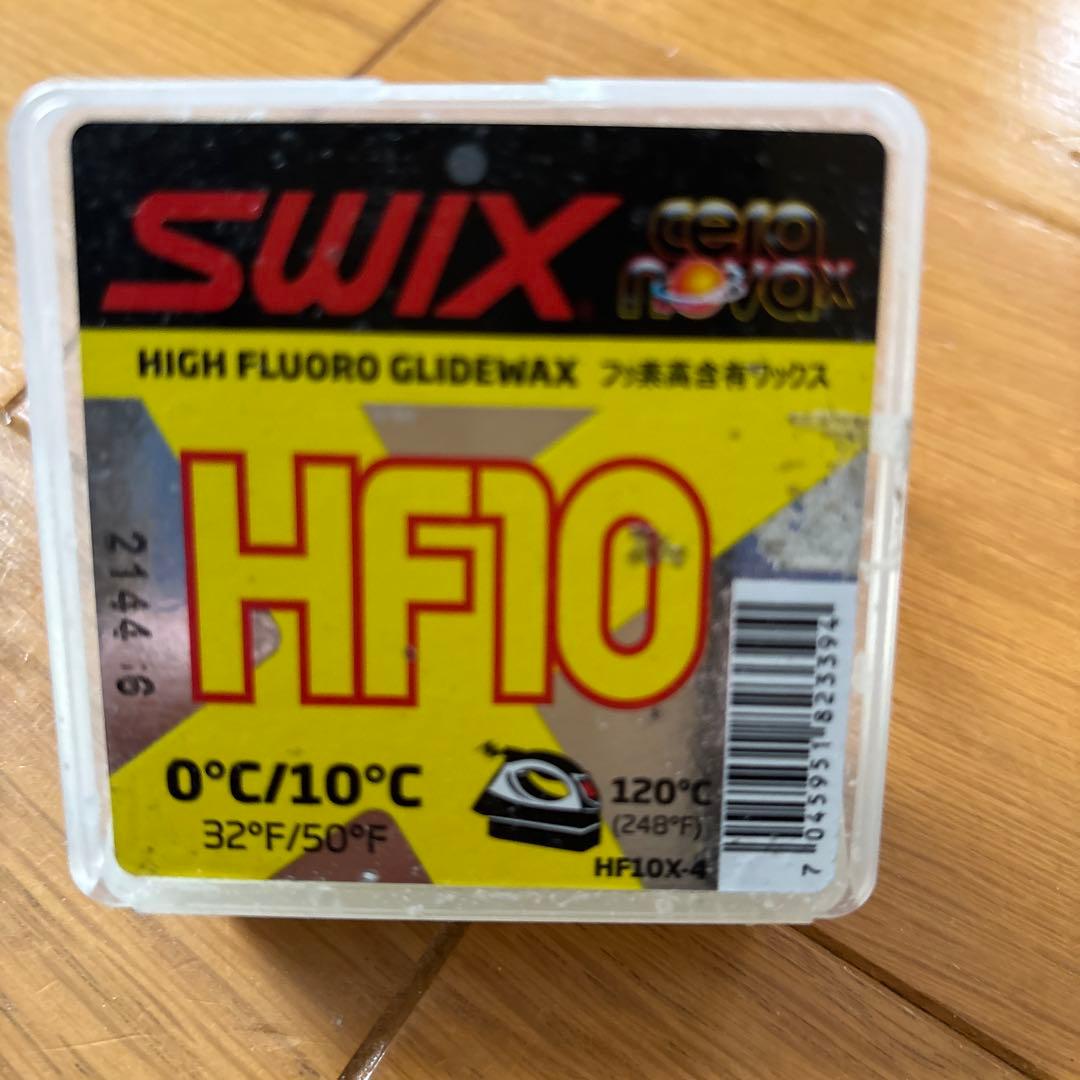 SWIX
cera
novax
HIGH FLUORO GLIDEWAX フッ素高含有ワックス
HF10
2144:6
0°C/10°C
32°F/50°F
120°C
(248°F)
HF10X-4
7 045951 823394